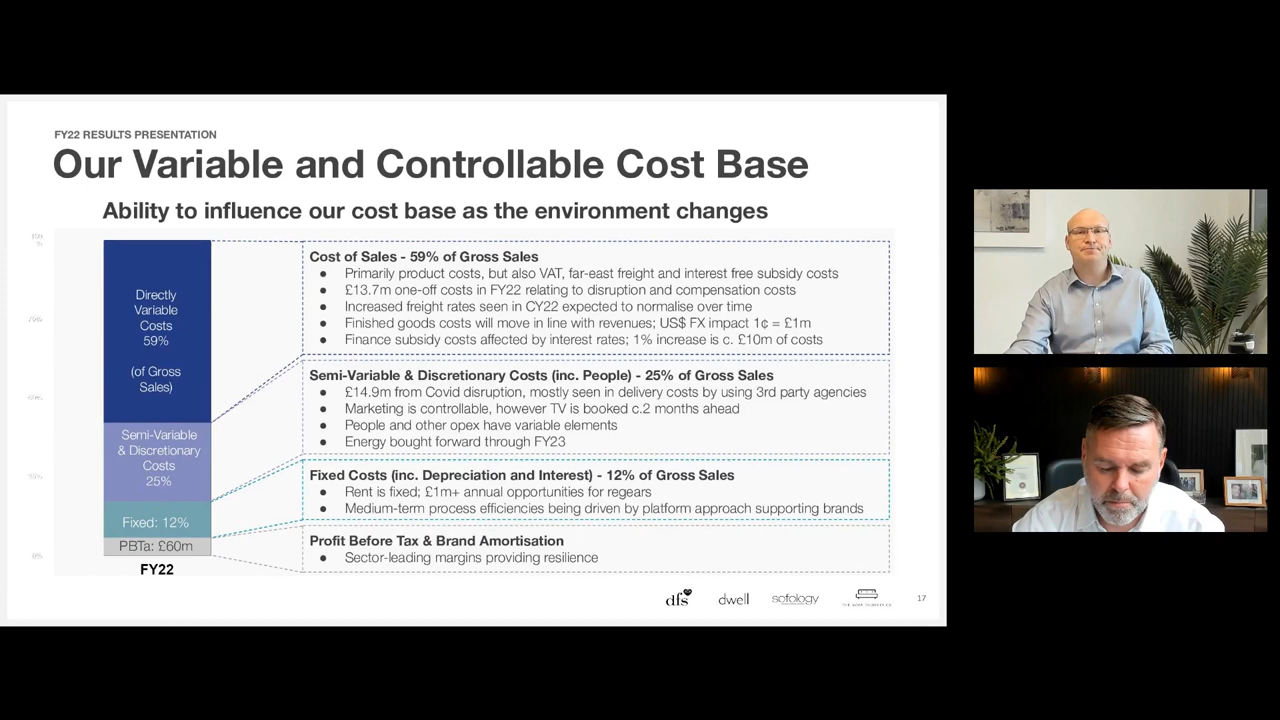 FY22 RESULTS PRESENTATION
Our Variable and Controllable Cost Base
Ability to influence our cost base as the environment changes
Directly
Variable
Costs
59%
(of Gross
Sales)
Semi-Variable
& Discretionary
Costs
25%
Fixed: 12%
PBTa: £60m
FY22
0%
Cost of Sales - 59% of Gross Sales
● Primarily product costs, but also VAT, far-east freight and interest free subsidy costs
● £13.7m one-off costs in FY22 relating to disruption and compensation costs
● Increased freight rates seen in CY22 expected to normalise over time
● Finished goods costs will move in line with revenues; US$ FX impact 1¢ = £1m
● Finance subsidy costs affected by interest rates; 1% increase is c. £10m of costs
Semi-Variable & Discretionary Costs (inc. People) - 25% of Gross Sales
● £14.9m from Covid disruption, mostly seen in delivery costs by using 3rd party agencies
● Marketing is controllable, however TV is booked c.2 months ahead
● People and other opex have variable elements
● Energy bought forward through FY23
Fixed Costs (inc. Depreciation and Interest) - 12% of Gross Sales
● Rent is fixed; £1m+ annual opportunities for regears
● Medium-term process efficiencies being driven by platform approach supporting brands
Profit Before Tax & Brand Amortisation
● Sector-leading margins providing resilience
dfs
dwell
sofology
17